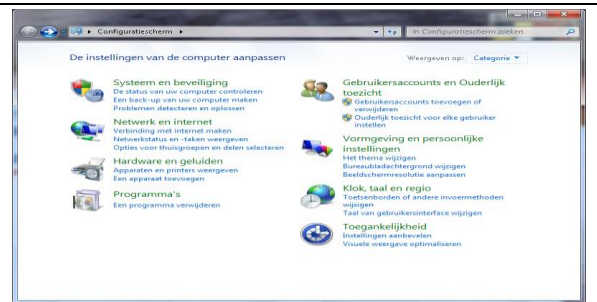 Configuratiescherm
In Configuratiescherm zoeken
De instellingen van de computer aanpassen
Weergeven op: Categorie
Systeem en beveiliging
De status van uw computer controleren
Een back-up van uw computer maken
Problemen detecteren en oplossen
Netwerk en internet
Verbinding met internet maken
Netwerkstatus en -taken weergeven
Opties voor thuisgroepen en delen selecteren
Hardware en geluiden
Apparaten en printers weergeven
Een apparaat toevoegen
Programma's
Een programma verwijderen
Gebruikersaccounts en Ouderlijk
toezicht
Gebruikersaccounts toevoegen of
verwijderen
Ouderlijk toezicht voor elke gebruiker
instellen
Vormgeving en persoonlijke
instellingen
Het thema wijzigen
Bureaubladachtergrond wijzigen
Beeldschermresolutie aanpassen
Klok, taal en regio
Toetsenborden of andere invoermethoden
wijzigen
Taal van gebruikersinterface wijzigen
Toegankelijkheid
Instellingen aanbevelen
Visuele weergave optimaliseren